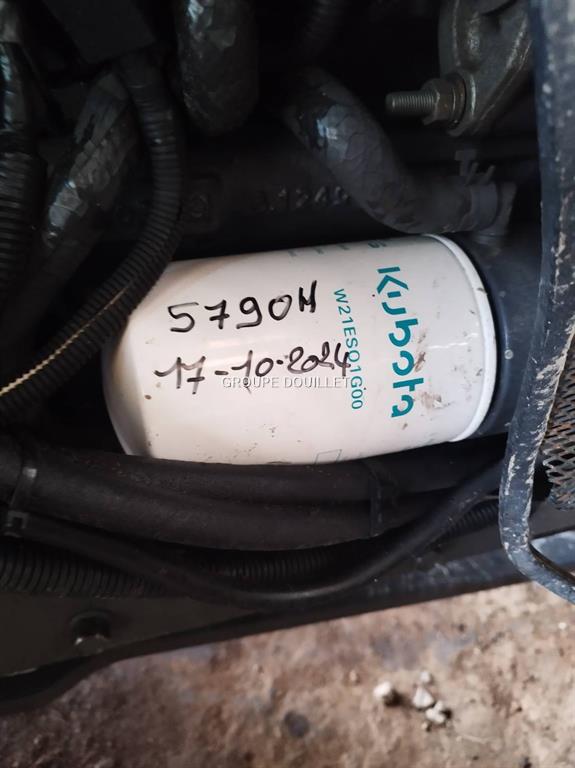 5790H
17-10-2024
GROUPE DOUILLET
Kubota
W21ESO1G00